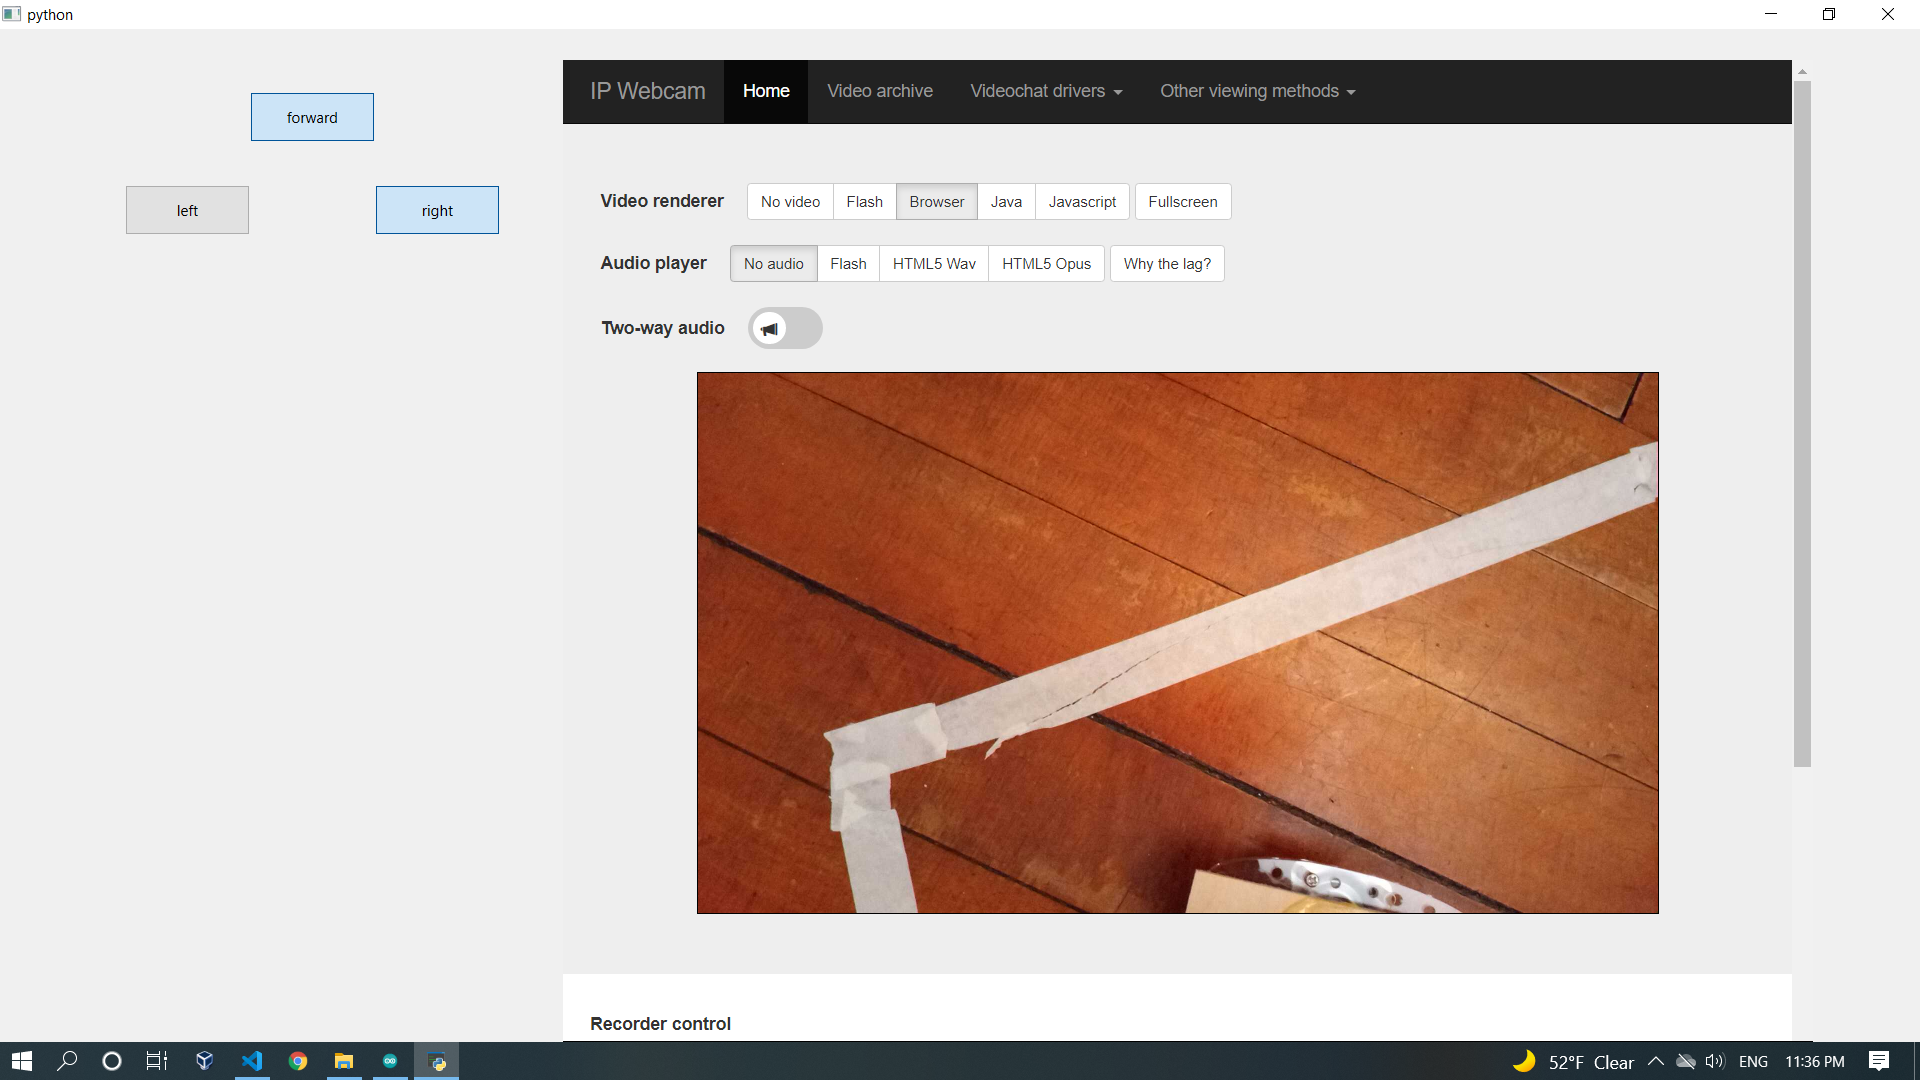 python
forward
left
right
IP Webcam Home Video archive Videochat drivers Other viewing methods
Video renderer No video Flash Browser Java Javascript Fullscreen
Audio player No audio Flash HTML5 Wav HTML5 Opus Why the lag?
Two-way audio
Recorder control
52°F Clear ENG 11:36 PM